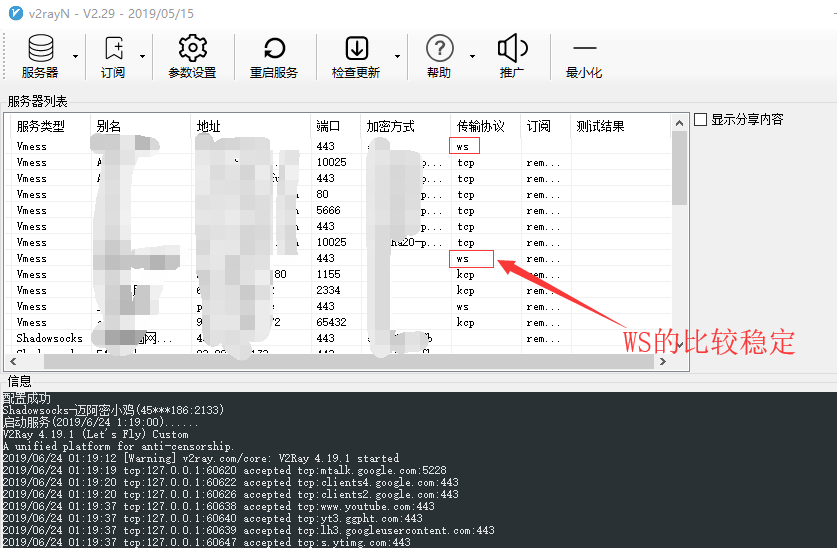 v2rayN - V2.29 - 2019/05/15
服务器 订阅 参数设置 重启服务 检查更新 帮助 推广 最小化
服务器列表
服务类型 别名 地址 端口 加密方式 传输协议 订阅 测试结果
显示分享内容
Vmess 443 ws
Vmess 10025 p... tcp rem...
Vmess 443 p... tcp rem...
Vmess 80 tcp rem...
Vmess 5666 tcp rem...
Vmess 443 tcp rem...
Vmess 10025 ha20-p... tcp rem...
Vmess 443 ws rem...
Vmess 80 1155 kcp rem...
Vmess 2334 kcp rem...
Vmess 443 ws rem...
Vmess 65432 kcp rem...
Shadowsocks 网... 443 rem...
WS的比较稳定
信息
配置成功
Shadowsocks-迈阿密小鸡(45***186:2133)
启动服务(2019/6/24 1:19:00)......
V2Ray 4.19.1 (Let's Fly) Custom
A unified platform for anti-censorship.
2019/06/24 01:19:12 [Warning] v2ray.com/core: V2Ray 4.19.1 started
2019/06/24 01:19:19 tcp:127.0.0.1:60620 accepted tcp:mtalk.google.com:5228
2019/06/24 01:19:20 tcp:127.0.0.1:60622 accepted tcp:clients4.google.com:443
2019/06/24 01:19:20 tcp:127.0.0.1:60626 accepted tcp:clients2.google.com:443
2019/06/24 01:19:37 tcp:127.0.0.1:60638 accepted tcp:www.youtube.com:443
2019/06/24 01:19:37 tcp:127.0.0.1:60640 accepted tcp:yt3.ggpht.com:443
2019/06/24 01:19:37 tcp:127.0.0.1:60639 accepted tcp:lh3.googleusercontent.com:443
2019/06/24 01:19:37 tcp:127.0.0.1:60647 accepted tcp:s.ytimg.com:443